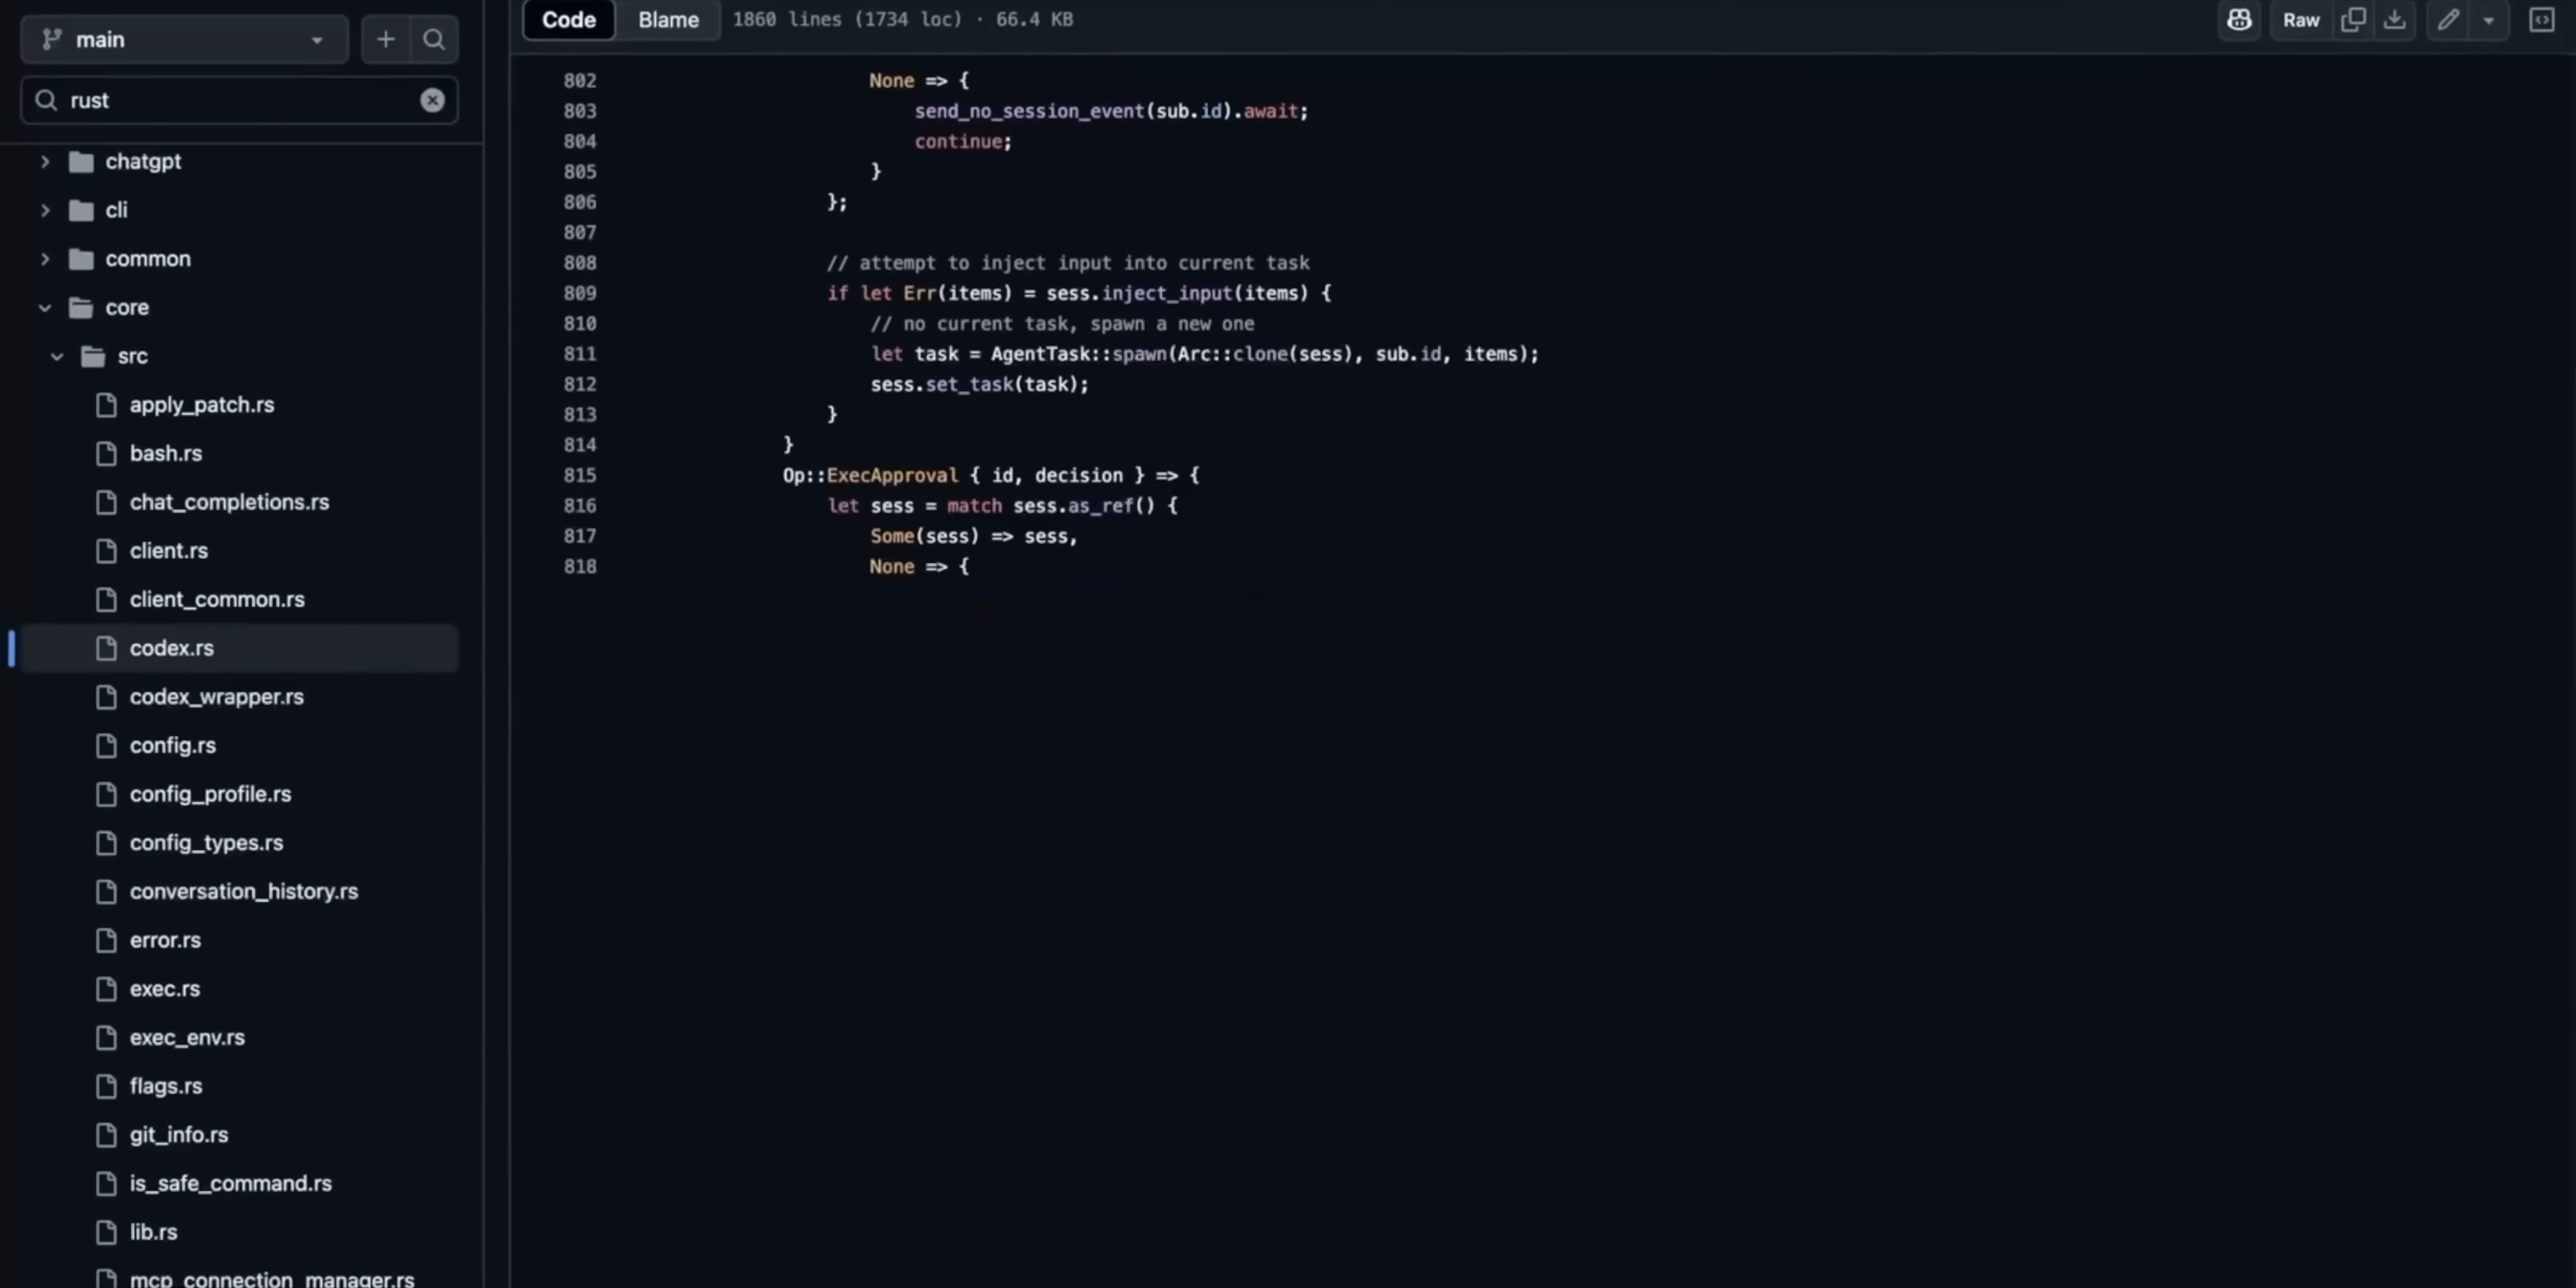 main
rust
chatgpt
cli
common
core
src
apply_patch.rs
bash.rs
chat_completions.rs
client.rs
client_common.rs
codex.rs
codex_wrapper.rs
config.rs
config_profile.rs
config_types.rs
conversation_history.rs
error.rs
exec.rs
exec_env.rs
flags.rs
git_info.rs
is_safe_command.rs
lib.rs
mcp_connection_manager.rs
Code Blame 1860 lines (1734 loc) · 66.4 KB Raw
802 None => {
803 send_no_session_event(sub.id).await;
804 continue;
805 }
806 };
807
808 // attempt to inject input into current task
809 if let Err(items) = sess.inject_input(items) {
810 // no current task, spawn a new one
811 let task = AgentTask::spawn(Arc::clone(sess), sub.id, items);
812 sess.set_task(task);
813 }
814 }
815 Op::ExecApproval { id, decision } => {
816 let sess = match sess.as_ref() {
817 Some(sess) => sess,
818 None => {